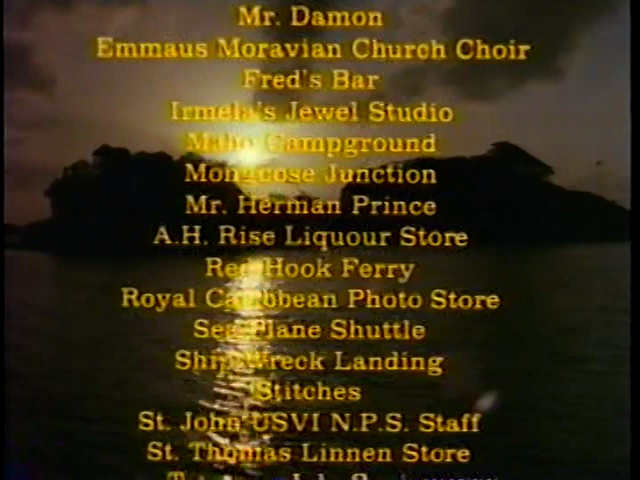 Mr. Damon
Emmaus Moravian Church Choir
Fred's Bar
Irmela's Jewel Studio
Maho Campground
Mongoose Junction
Mr. Herman Prince
A.H. Rise Liquour Store
Red Hook Ferry
Royal Caribbean Photo Store
Sea Plane Shuttle
Ship Wreck Landing
Stitches
St. John USVI N.P.S. Staff
St. Thomas Linnen Store